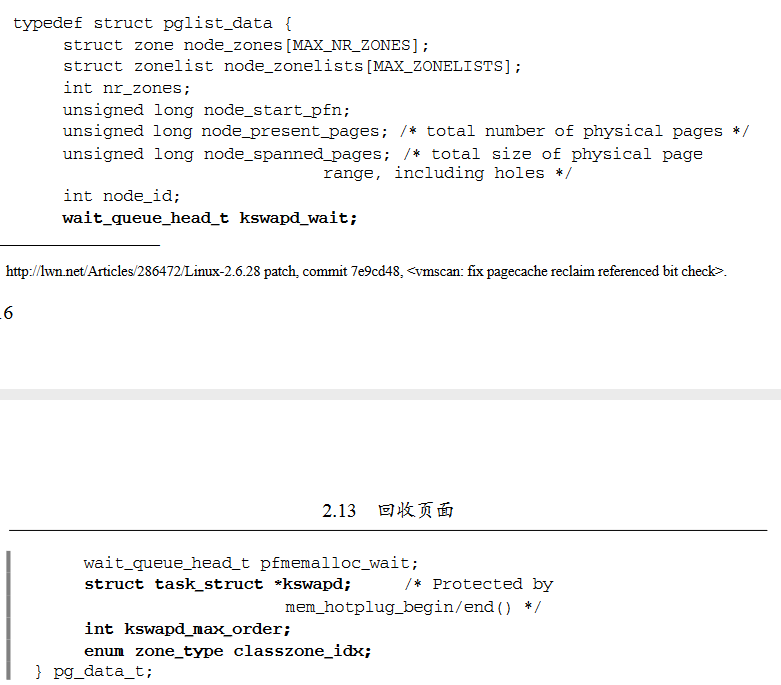 typedef struct pglist_data {
struct zone node_zones[MAX_NR_ZONES];
struct zonelist node_zonelists[MAX_ZONELISTS];
int nr_zones;
unsigned long node_start_pfn;
unsigned long node_present_pages; /* total number of physical pages */
unsigned long node_spanned_pages; /* total size of physical page
range, including holes */
int node_id;
wait_queue_head_t kswapd_wait;
http://lwn.net/Articles/286472/Linux-2.6.28 patch, commit 7e9cd48, <vmscan: fix pagecache reclaim referenced bit check>.
.6
2.13 回收页面
wait_queue_head_t pfmemalloc_wait;
struct task_struct *kswapd; /* Protected by
mem_hotplug_begin/end() */
int kswapd_max_order;
enum zone_type classzone_idx;
} pg_data_t;